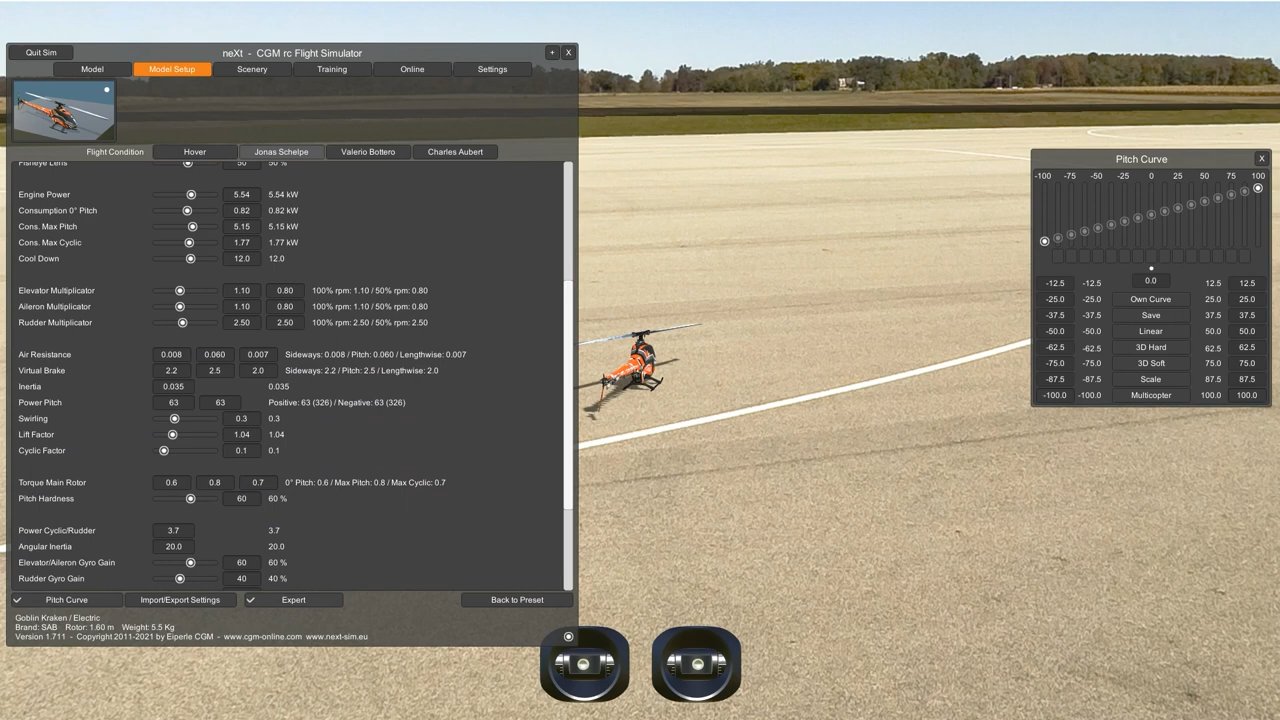 Quit Sim neXt - CGM rc Flight Simulator + X
Model Model Setup Scenery Training Online Settings
Flight Condition Hover Jonas Schelpe Valerio Bottero Charles Aubert
Fisheye Lens 50 50 %
Engine Power 5.54 5.54 kW
Consumption 0° Pitch 0.82 0.82 kW
Cons. Max Pitch 5.15 5.15 kW
Cons. Max Cyclic 1.77 1.77 kW
Cool Down 12.0 12.0
Elevator Multiplicator 1.10 0.80 100% rpm: 1.10 / 50% rpm: 0.80
Aileron Multiplicator 1.10 0.80 100% rpm: 1.10 / 50% rpm: 0.80
Rudder Multiplicator 2.50 2.50 100% rpm: 2.50 / 50% rpm: 2.50
Air Resistance 0.008 0.060 0.007 Sideways: 0.008 / Pitch: 0.060 / Lengthwise: 0.007
Virtual Brake 2.2 2.5 2.0 Sideways: 2.2 / Pitch: 2.5 / Lengthwise: 2.0
Inertia 0.035 0.035
Power Pitch 63 63 Positive: 63 (326) / Negative: 63 (326)
Swirling 0.3 0.3
Lift Factor 1.04 1.04
Cyclic Factor 0.1 0.1
Torque Main Rotor 0.6 0.8 0.7 0° Pitch: 0.6 / Max Pitch: 0.8 / Max Cyclic: 0.7
Pitch Hardness 60 60 %
Power Cyclic/Rudder 3.7 3.7
Angular Inertia 20.0 20.0
Elevator/Aileron Gyro Gain 60 60 %
Rudder Gyro Gain 40 40 %
Pitch Curve Import/Export Settings Expert Back to Preset
Goblin Kraken / Electric
Brand: SAB Rotor: 1.60 m Weight: 5.5 Kg
Version 1.711 - Copyright 2011-2021 by Eiperle CGM - www.cgm-online.com www.next-sim.eu
Pitch Curve X
-100 -75 -50 -25 0 25 50 75 100
0.0
-12.5 -12.5 12.5 12.5
-25.0 -25.0 Own Curve 25.0 25.0
-37.5 -37.5 Save 37.5 37.5
-50.0 -50.0 Linear 50.0 50.0
-62.5 -62.5 3D Hard 62.5 62.5
-75.0 -75.0 3D Soft 75.0 75.0
-87.5 -87.5 Scale 87.5 87.5
-100.0 -100.0 Multicopter 100.0 100.0